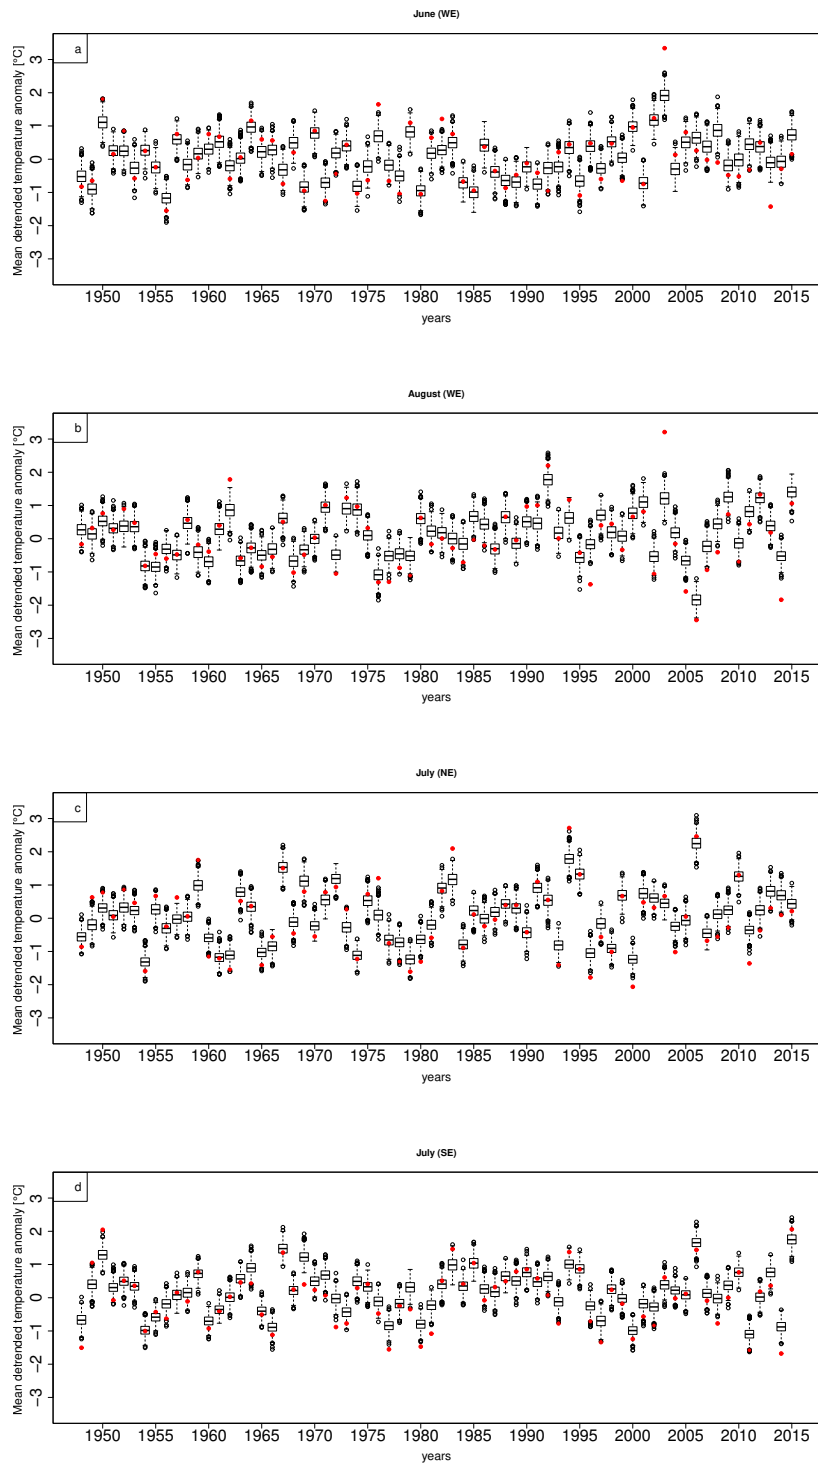 June (WE)
a
Mean detrended temperature anomaly [°C]
3
2
1
0
−1
−2
−3
1950 1955 1960 1965 1970 1975 1980 1985 1990 1995 2000 2005 2010 2015
years
August (WE)
b
Mean detrended temperature anomaly [°C]
3
2
1
0
−1
−2
−3
1950 1955 1960 1965 1970 1975 1980 1985 1990 1995 2000 2005 2010 2015
years
July (NE)
c
Mean detrended temperature anomaly [°C]
3
2
1
0
−1
−2
−3
1950 1955 1960 1965 1970 1975 1980 1985 1990 1995 2000 2005 2010 2015
years
July (SE)
d
Mean detrended temperature anomaly [°C]
3
2
1
0
−1
−2
−3
1950 1955 1960 1965 1970 1975 1980 1985 1990 1995 2000 2005 2010 2015
years